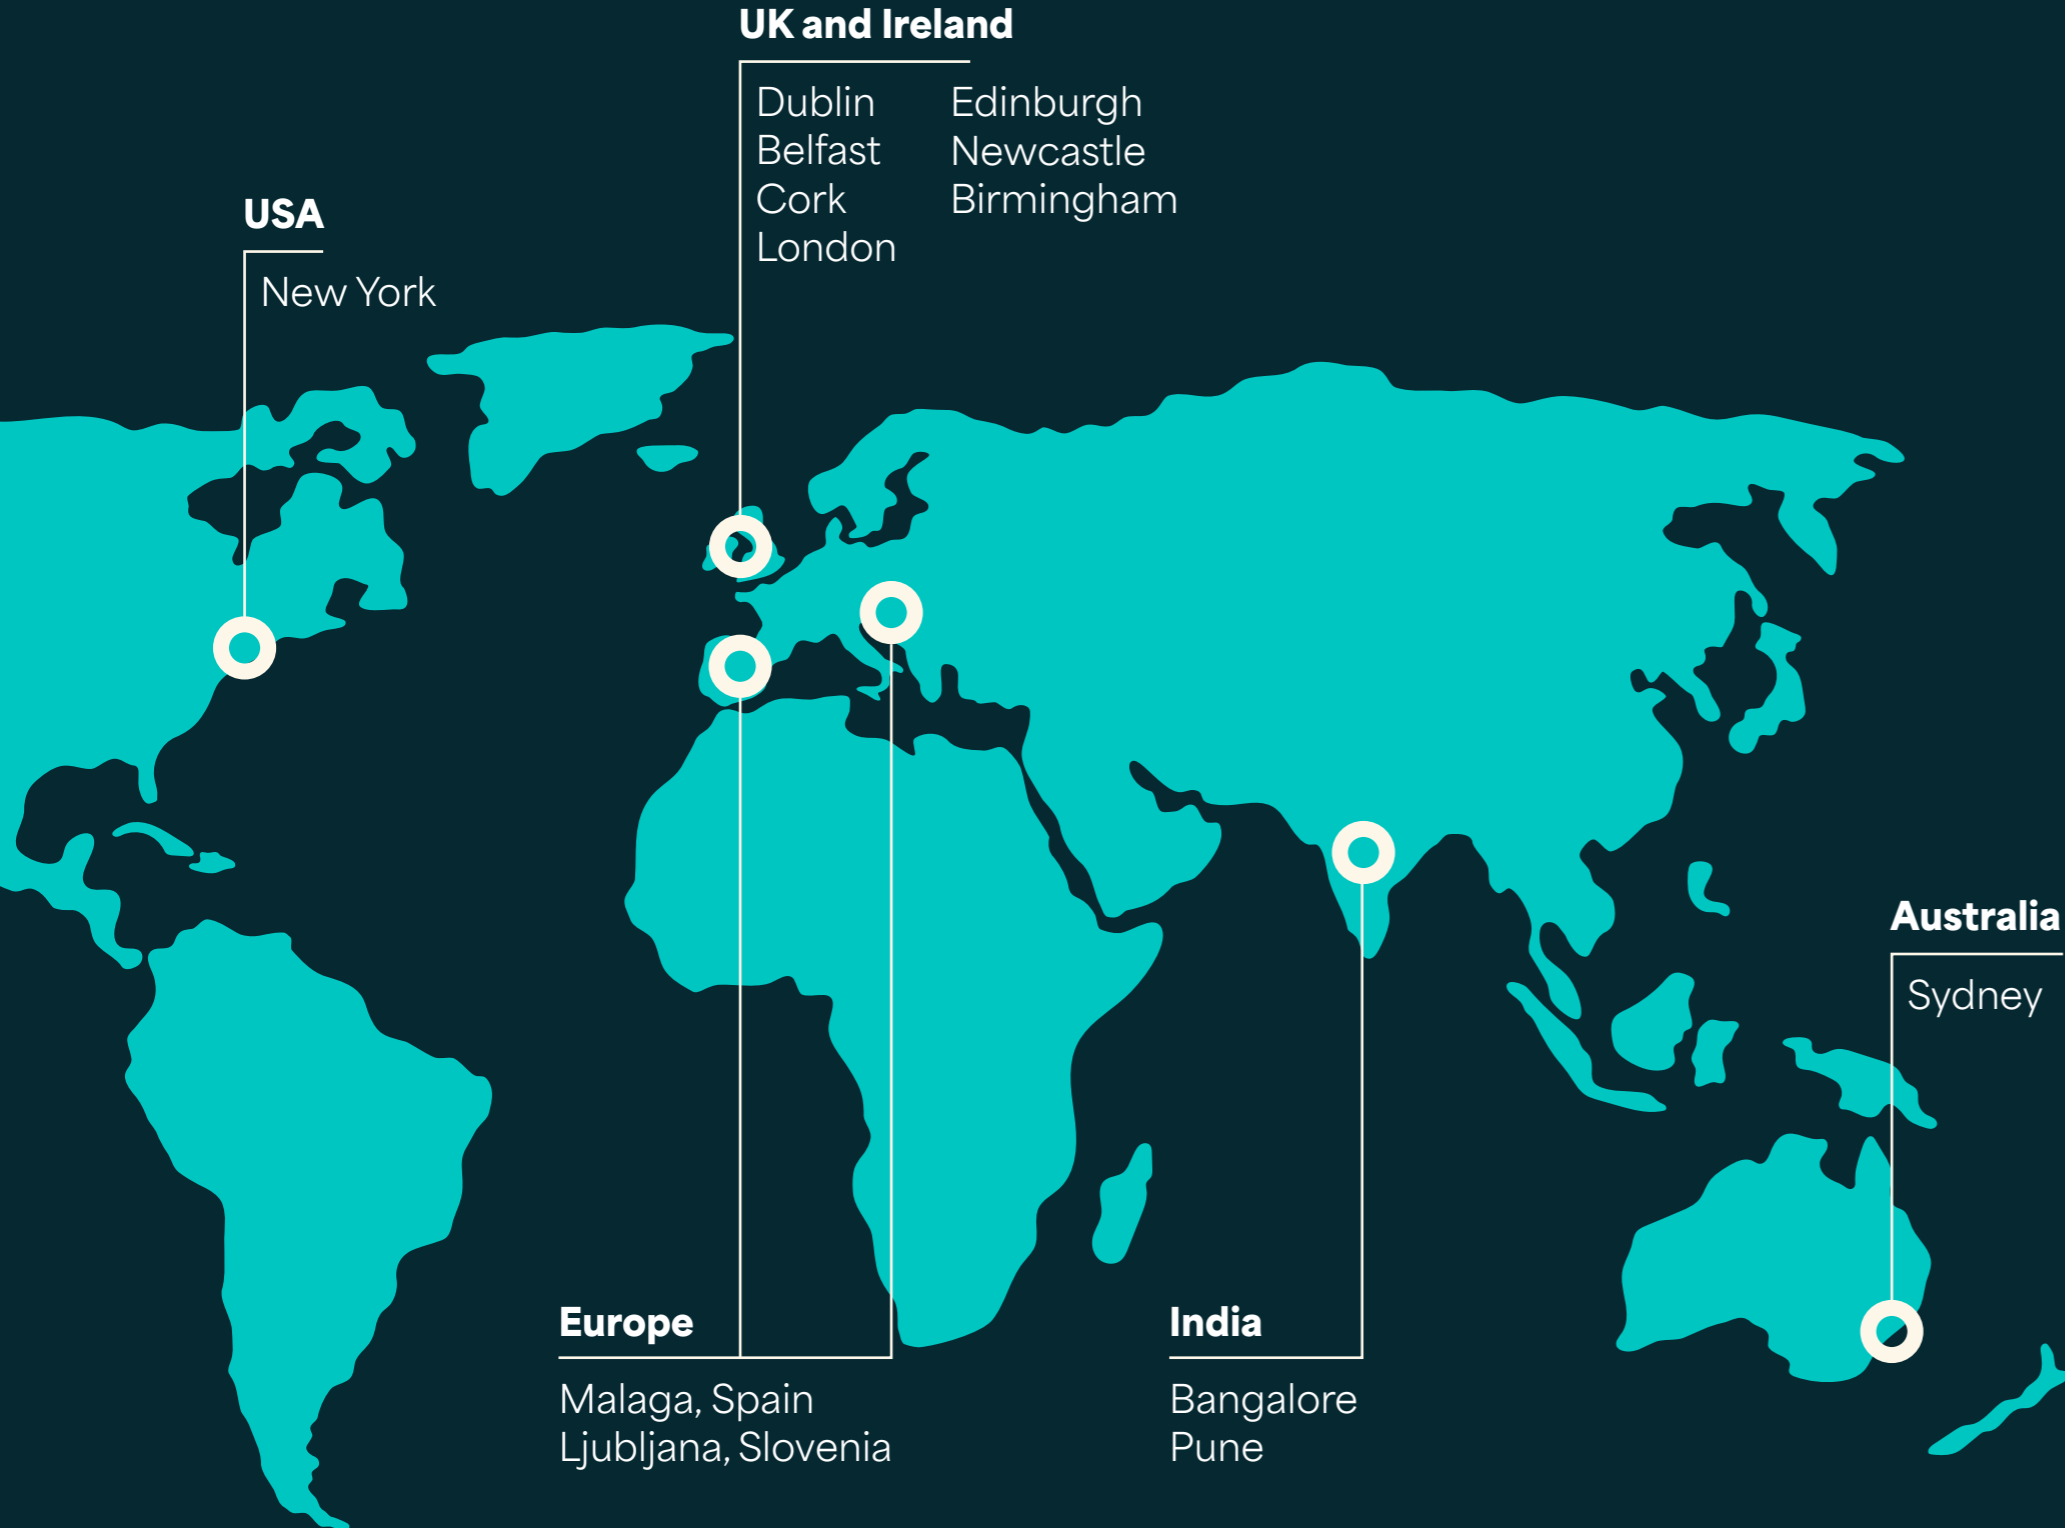 UK and Ireland
Dublin
Belfast
Cork
London
Edinburgh
Newcastle
Birmingham
USA
New York
Australia
Sydney
Europe
Malaga, Spain
Ljubljana, Slovenia
India
Bangalore
Pune